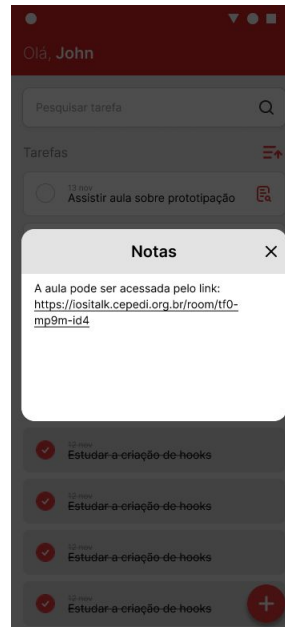 Olá, John
Pesquisar tarefa
Tarefas
13 nov
Assistir aula sobre prototipação
Notas
A aula pode ser acessada pelo link:
https://iositalk.cepedi.org.br/room/tf0-
mp9m-id4
12 nov
Estudar a criação de hooks
12 nov
Estudar a criação de hooks
12 nov
Estudar a criação de hooks
12 nov
Estudar a criação de hooks